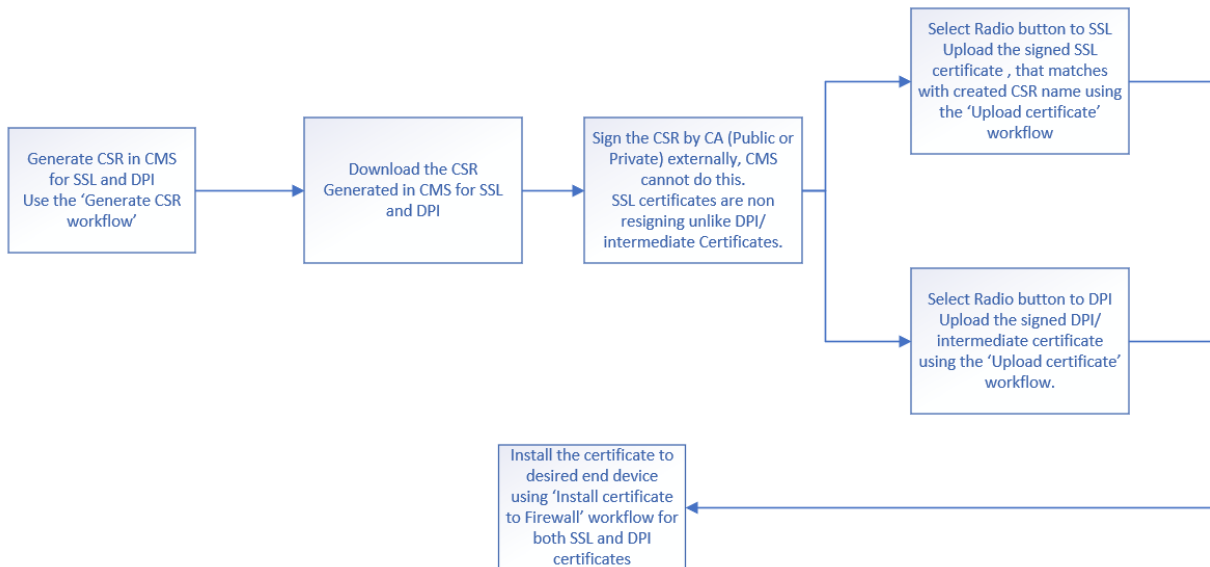 Generate CSR in CMS
for SSL and DPI
Use the ‘Generate CSR
workflow’
Download the CSR
Generated in CMS for SSL
and DPI
Sign the CSR by CA (Public or
Private) externally, CMS
cannot do this.
SSL certificates are non
resigning unlike DPI/
intermediate Certificates.
Select Radio button to SSL
Upload the signed SSL
certificate , that matches
with created CSR name using
the ‘Upload certificate’
workflow
Select Radio button to DPI
Upload the signed DPI/
intermediate certificate
using the ‘Upload certificate’
workflow.
Install the certificate to
desired end device
using ‘Install certificate
to Firewall’ workflow for
both SSL and DPI
certificates